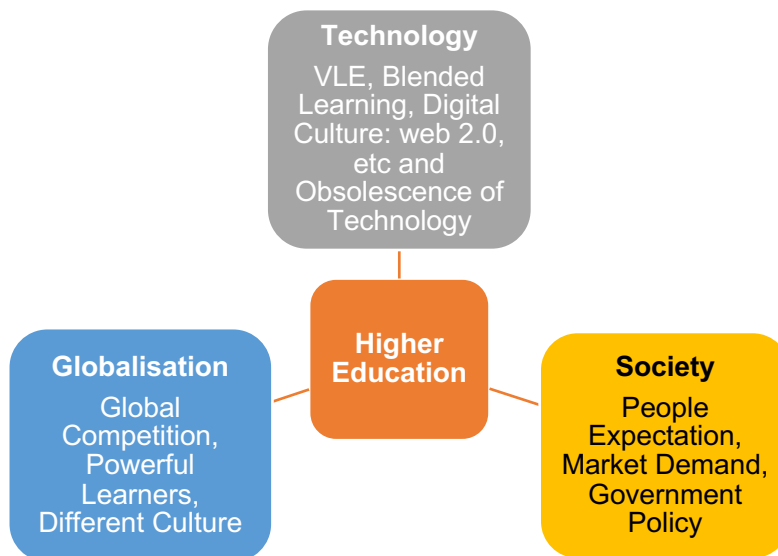 Technology
VLE, Blended
Learning, Digital
Culture: web 2.0,
etc and
Obsolescence of
Technology
Higher
Education
Globalisation
Global
Competition,
Powerful
Learners,
Different Culture
Society
People
Expectation,
Market Demand,
Government
Policy